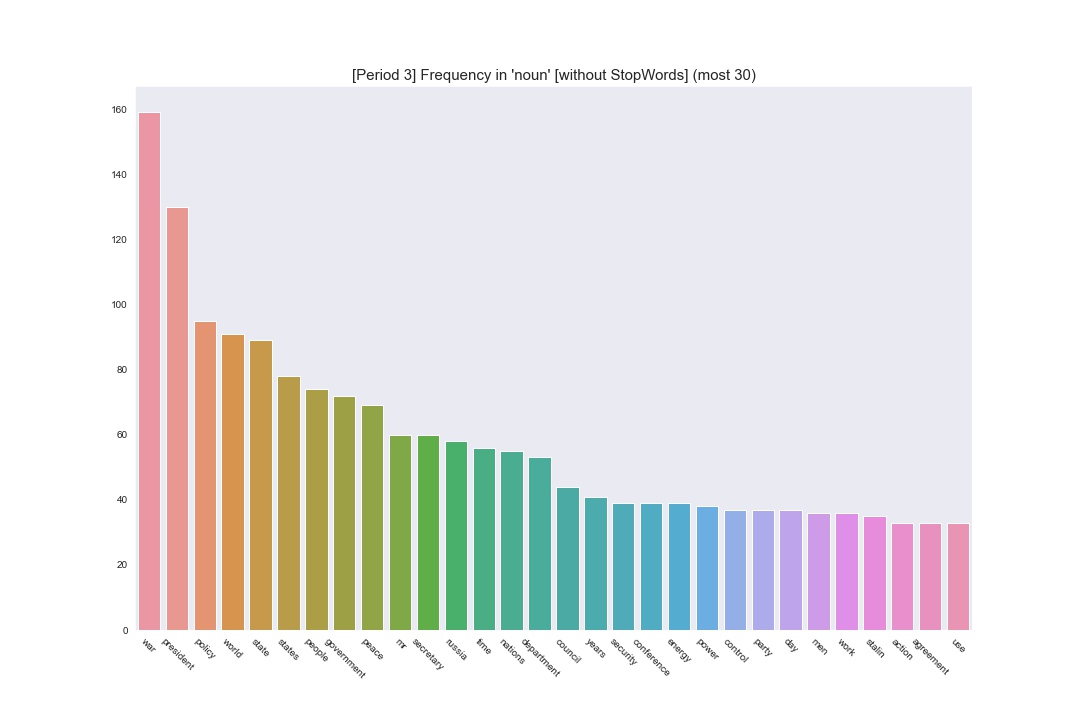 [Period 3] Frequency in 'noun' [without StopWords] (most 30)
160
140
120
100
80
60
40
20
0
war
president
policy
world
state
states
people
government
peace
mr
secretary
russia
time
nations
department
council
years
security
conference
energy
power
control
party
day
men
work
stalin
action
agreement
use